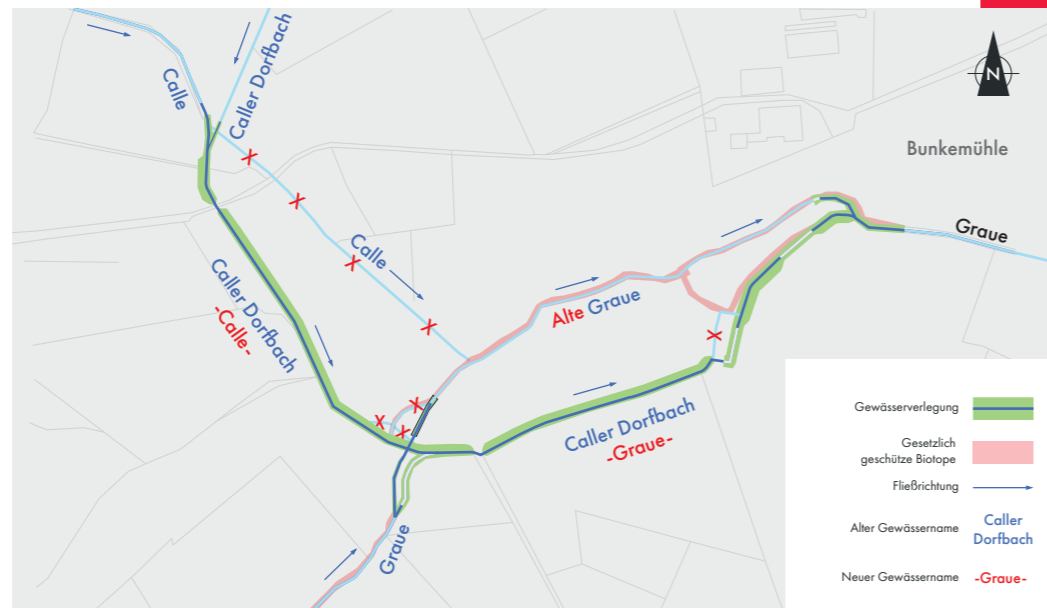 Calle
Caller Dorfbach
N
Bunkemühle
Graue
Calle
Caller Dorfbach
-Calle-
Alte Graue
Caller Dorfbach
-Graue-
Graue
Gewässerverlegung
Gesetzlich
geschütze Biotope
Fließrichtung
Alter Gewässername
Caller
Dorfbach
Neuer Gewässername
-Graue-